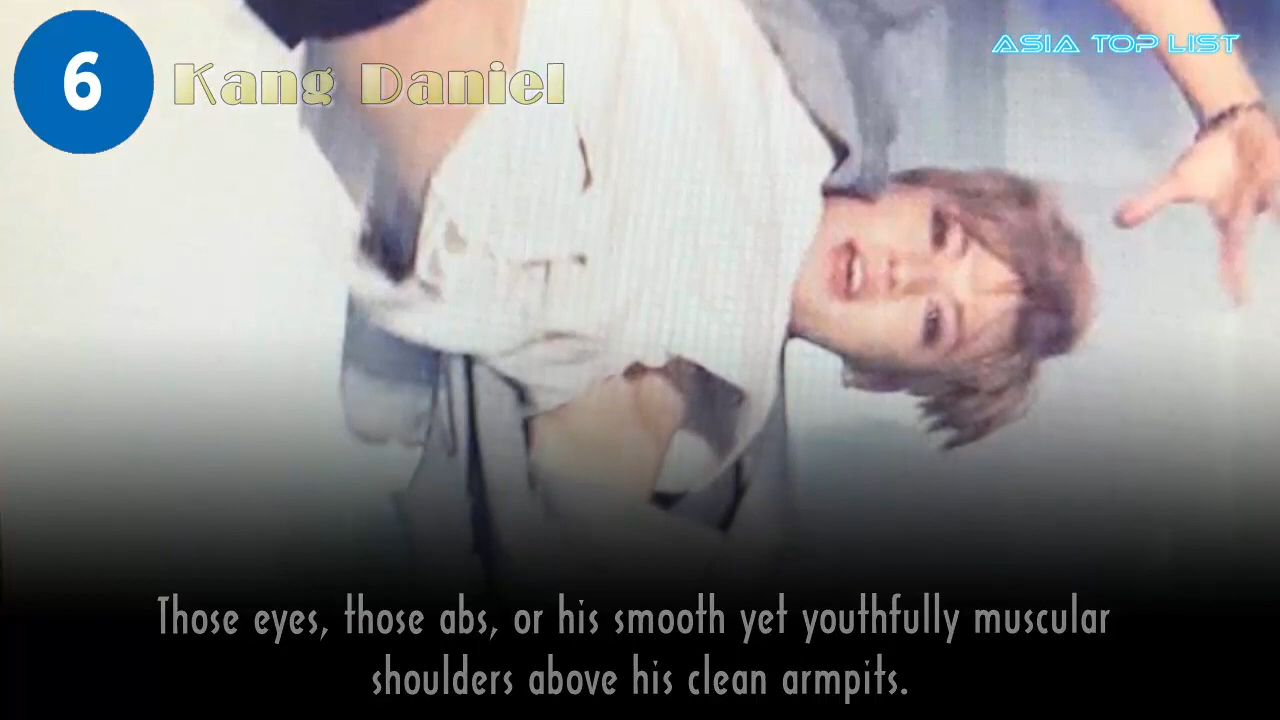 6
Kang Daniel
ASIA TOP LIST
Those eyes, those abs, or his smooth yet youthfully muscular
shoulders above his clean armpits.